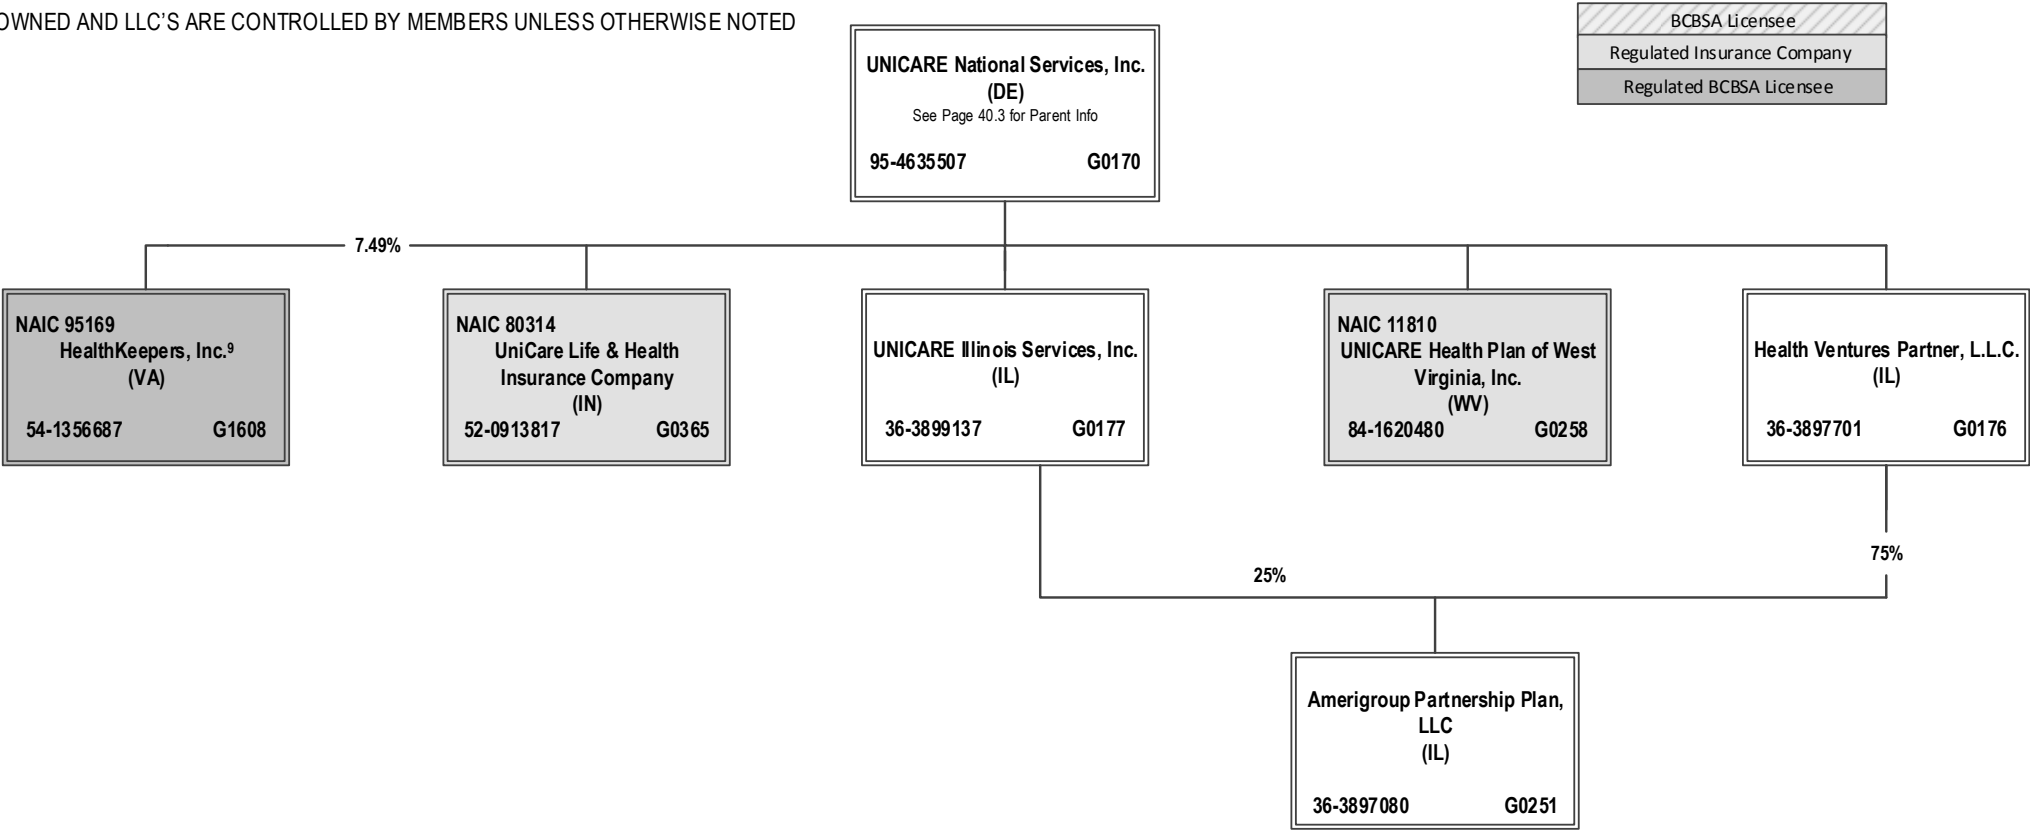 OWNED AND LLC'S ARE CONTROLLED BY MEMBERS UNLESS OTHERWISE NOTED
BCBSA Licensee
Regulated Insurance Company
Regulated BCBSA Licensee
UNICARE National Services, Inc.
(DE)
See Page 40.3 for Parent Info
95-4635507 G0170
7.49%
NAIC 95169
HealthKeepers, Inc.⁹
(VA)
54-1356687 G1608
NAIC 80314
UniCare Life & Health
Insurance Company
(IN)
52-0913817 G0365
UNICARE Illinois Services, Inc.
(IL)
36-3899137 G0177
NAIC 11810
UNICARE Health Plan of West
Virginia, Inc.
(WV)
84-1620480 G0258
Health Ventures Partner, L.L.C.
(IL)
36-3897701 G0176
75%
25%
Amerigroup Partnership Plan,
LLC
(IL)
36-3897080 G0251